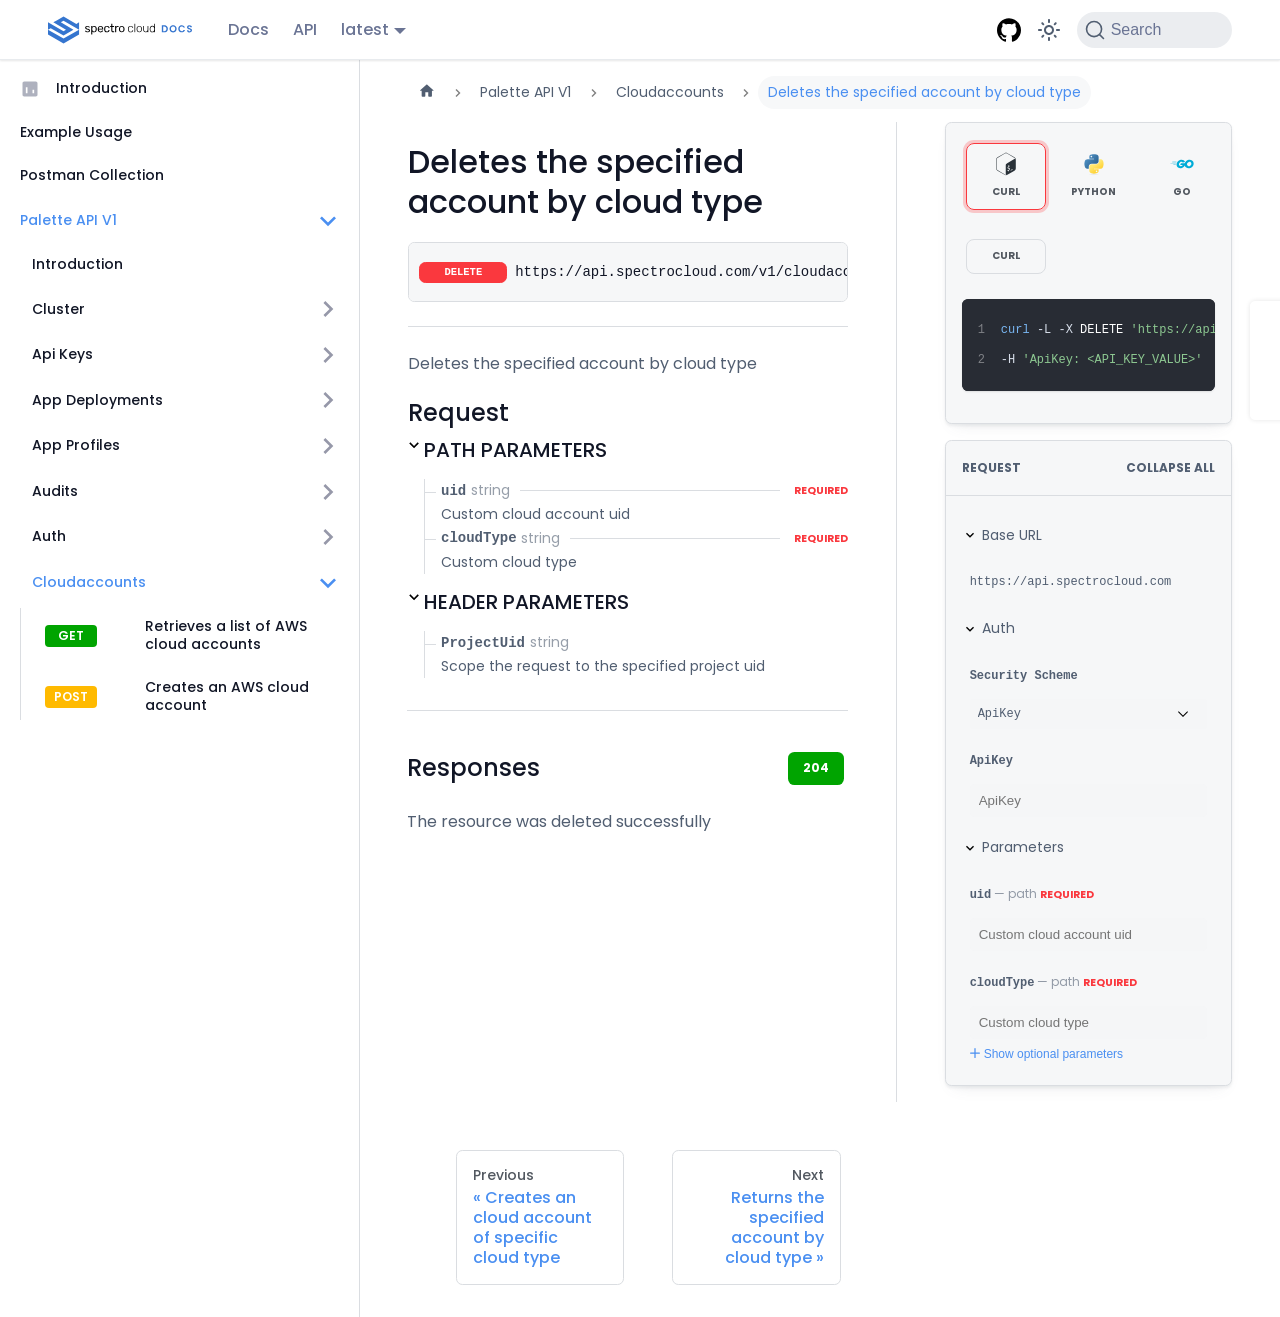 spectro cloud DOCS
Docs
API
latest
Search
Introduction
Example Usage
Postman Collection
Palette API V1
Introduction
Cluster
Api Keys
App Deployments
App Profiles
Audits
Auth
Cloudaccounts
GET
Retrieves a list of AWS
cloud accounts
POST
Creates an AWS cloud
account
Palette API V1
Cloudaccounts
Deletes the specified account by cloud type
Deletes the specified
account by cloud type
DELETE
https://api.spectrocloud.com/v1/cloudacc
Deletes the specified account by cloud type
Request
PATH PARAMETERS
uid string REQUIRED
Custom cloud account uid
cloudType string REQUIRED
Custom cloud type
HEADER PARAMETERS
ProjectUid string
Scope the request to the specified project uid
Responses
204
The resource was deleted successfully
CURL
PYTHON
GO
CURL
1 curl -L -X DELETE 'https://api
2 -H 'ApiKey: <API_KEY_VALUE>'
REQUEST
COLLAPSE ALL
Base URL
https://api.spectrocloud.com
Auth
Security Scheme
ApiKey
ApiKey
ApiKey
Parameters
uid — path REQUIRED
Custom cloud account uid
cloudType — path REQUIRED
Custom cloud type
Show optional parameters
Previous
« Creates an
cloud account
of specific
cloud type
Next
Returns the
specified
account by
cloud type »